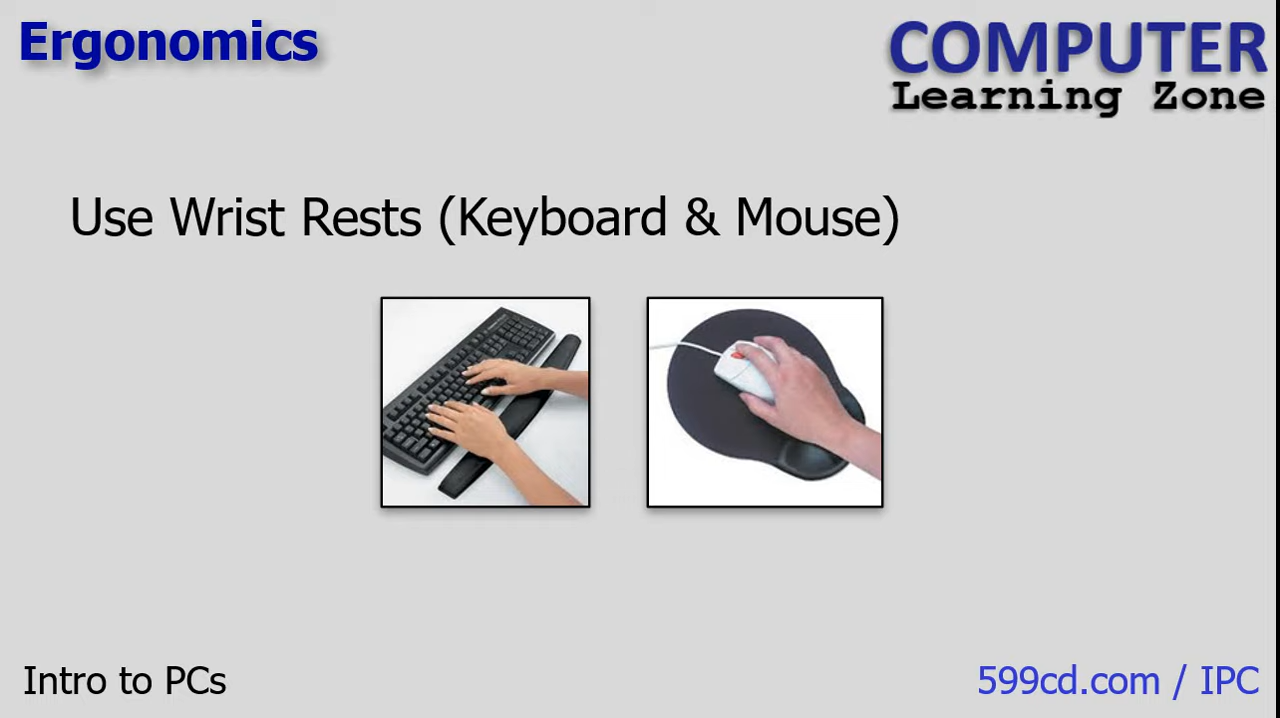 Ergonomics
COMPUTER
Learning Zone
Use Wrist Rests (Keyboard & Mouse)
Intro to PCs
599cd.com / IPC